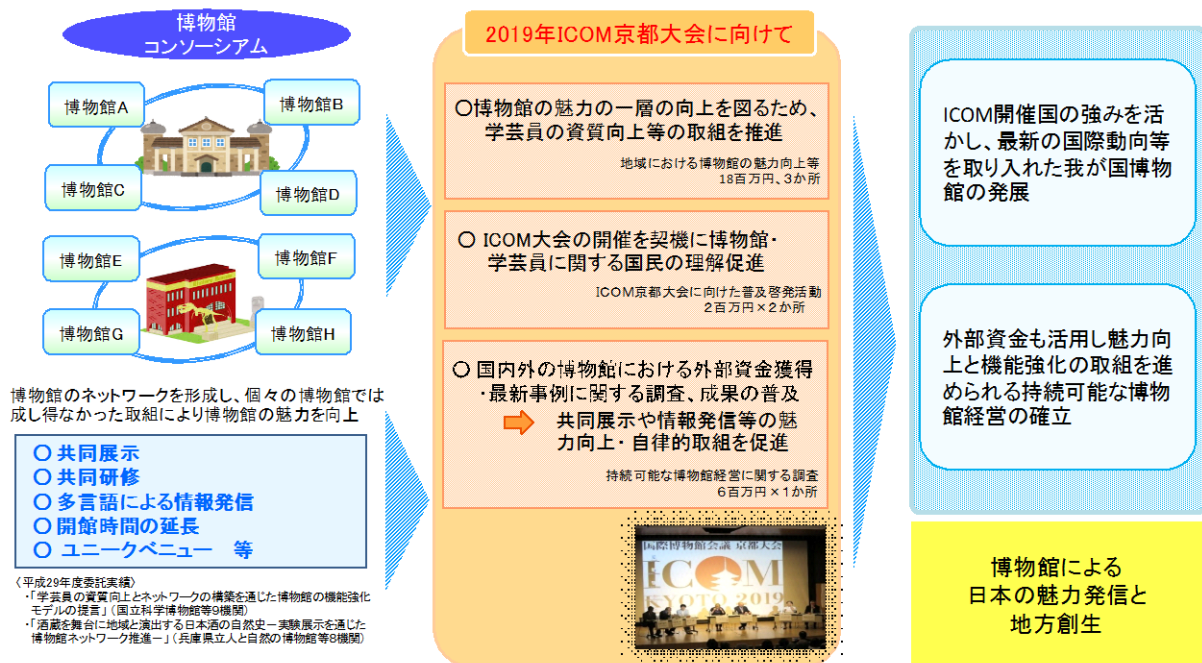 博物館
コンソーシアム
博物館A
博物館B
博物館C
博物館D
博物館E
博物館F
博物館G
博物館H
博物館のネットワークを形成し、個々の博物館では
成し得なかった取組により博物館の魅力を向上
○ 共同展示
○ 共同研修
○ 多言語による情報発信
○ 開館時間の延長
○ ユニークベニュー 等
〈平成29年度委託実績〉
・「学芸員の資質向上とネットワークの構築を通じた博物館の機能強化
モデルの提言」（国立科学博物館等9機関）
・「酒蔵を舞台に地域と演出する日本酒の自然史－実験展示を通じた
博物館ネットワーク推進－」（兵庫県立人と自然の博物館等8機関）
2019年ICOM京都大会に向けて
○博物館の魅力の一層の向上を図るため、
学芸員の資質向上等の取組を推進
地域における博物館の魅力向上等
18百万円、3か所
○ ICOM大会の開催を契機に博物館・
学芸員に関する国民の理解促進
ICOM京都大会に向けた普及啓発活動
2百万円×2か所
○ 国内外の博物館における外部資金獲得
・最新事例に関する調査、成果の普及
共同展示や情報発信等の魅
力向上・自律的取組を促進
持続可能な博物館経営に関する調査
6百万円×1か所
国際博物館会議 京都大会
ICOM
KYOTO 2019
ICOM開催国の強みを活
かし、最新の国際動向等
を取り入れた我が国博物
館の発展
外部資金も活用し魅力向
上と機能強化の取組を進
められる持続可能な博物
館経営の確立
博物館による
日本の魅力発信と
地方創生